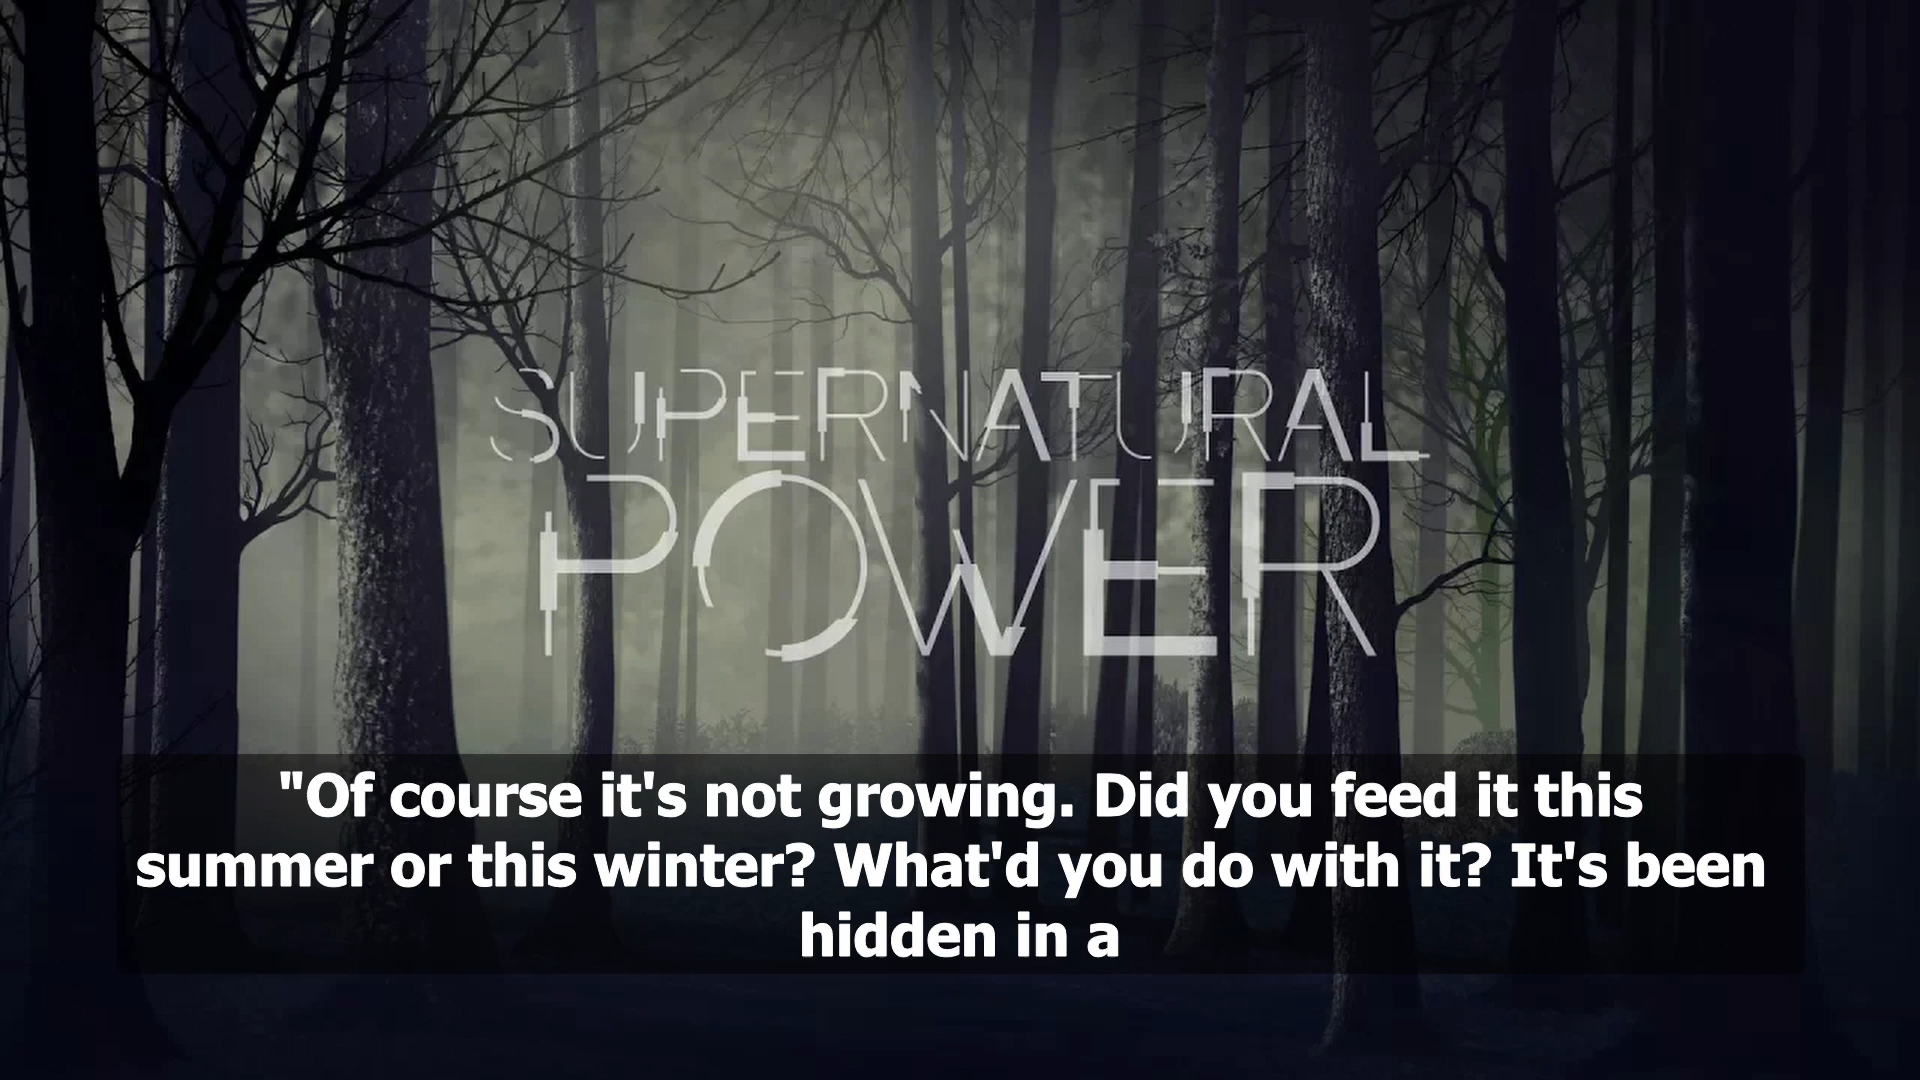 SUPERNATURAL
POWER
"Of course it's not growing. Did you feed it this
summer or this winter? What'd you do with it? It's been
hidden in a